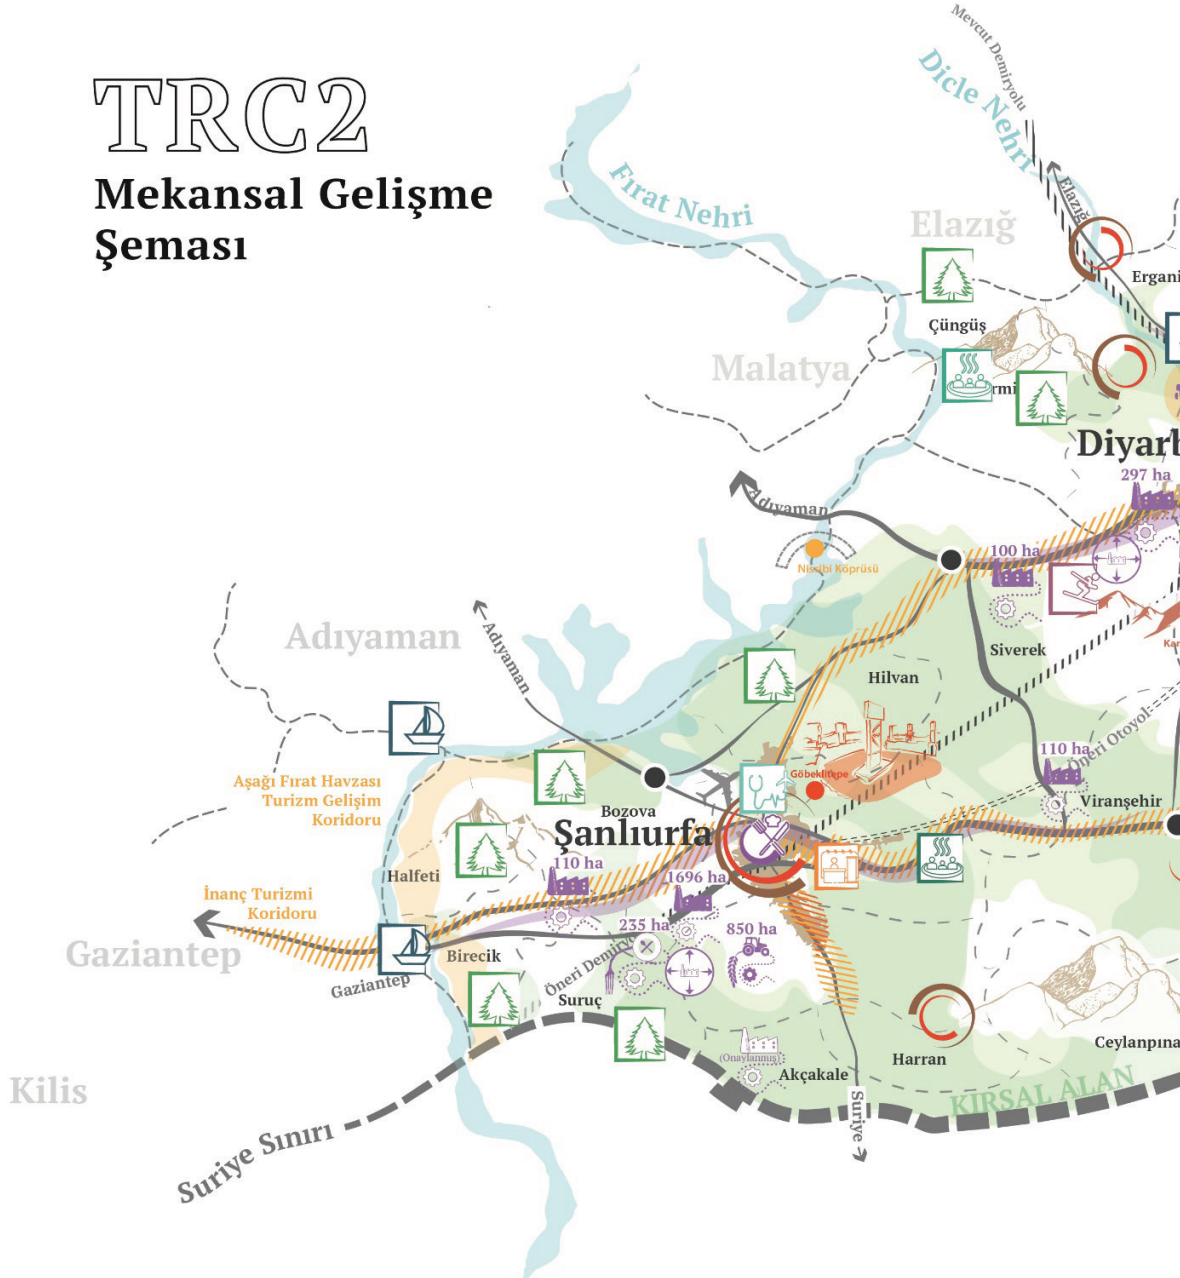 TRC2
Mekansal Gelişme
Şeması
Mevcut Demiryolu
Dicle Nehri
Fırat Nehri
Elazığ
Elazığ
Ergani
Çüngüş
Malatya
Diyarb
297 ha
Adıyaman
100 ha
Nissibi Köprüsü
Siverek
Kar
Adıyaman
Adıyaman
Hilvan
110 ha
Öneri Otoyol
Göbeklitepe
Viranşehir
Aşağı Fırat Havzası
Turizm Gelişim
Koridoru
Bozova
Şanlıurfa
110 ha
1696 ha
Halfeti
İnanç Turizmi
Koridoru
235 ha
850 ha
Gaziantep
Birecik
Gaziantep
Suruç
(Onaylanmış)
Akçakale
Harran
Ceylanpına
KIRSAL ALAN
Kilis
Suriye
Suriye Sınırı